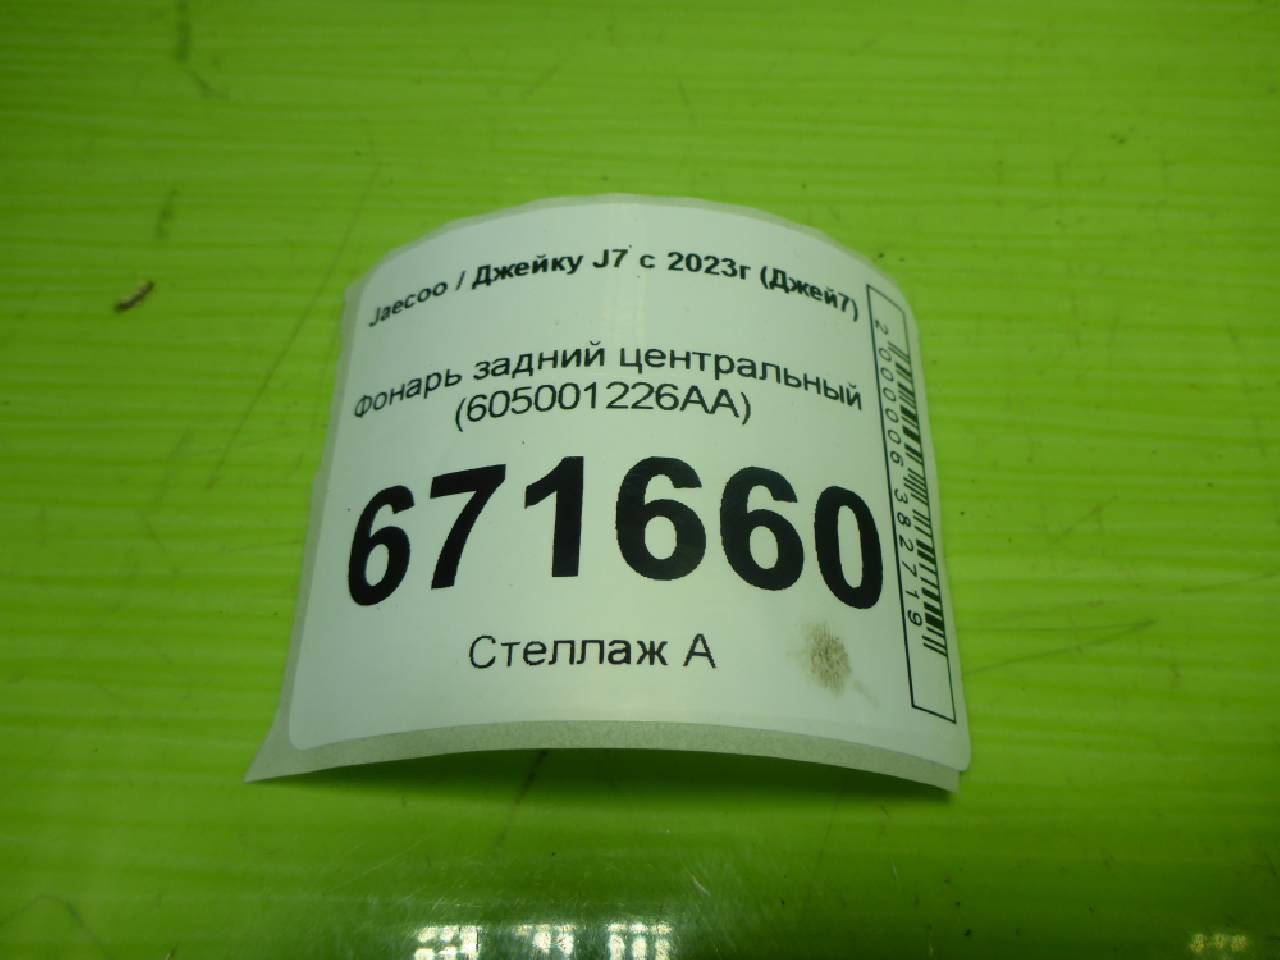 Jaecoo / Джейку J7 с 2023г (Джей7)
Фонарь задний центральный
(605001226AA)
671660
Стеллаж А
2000006382719